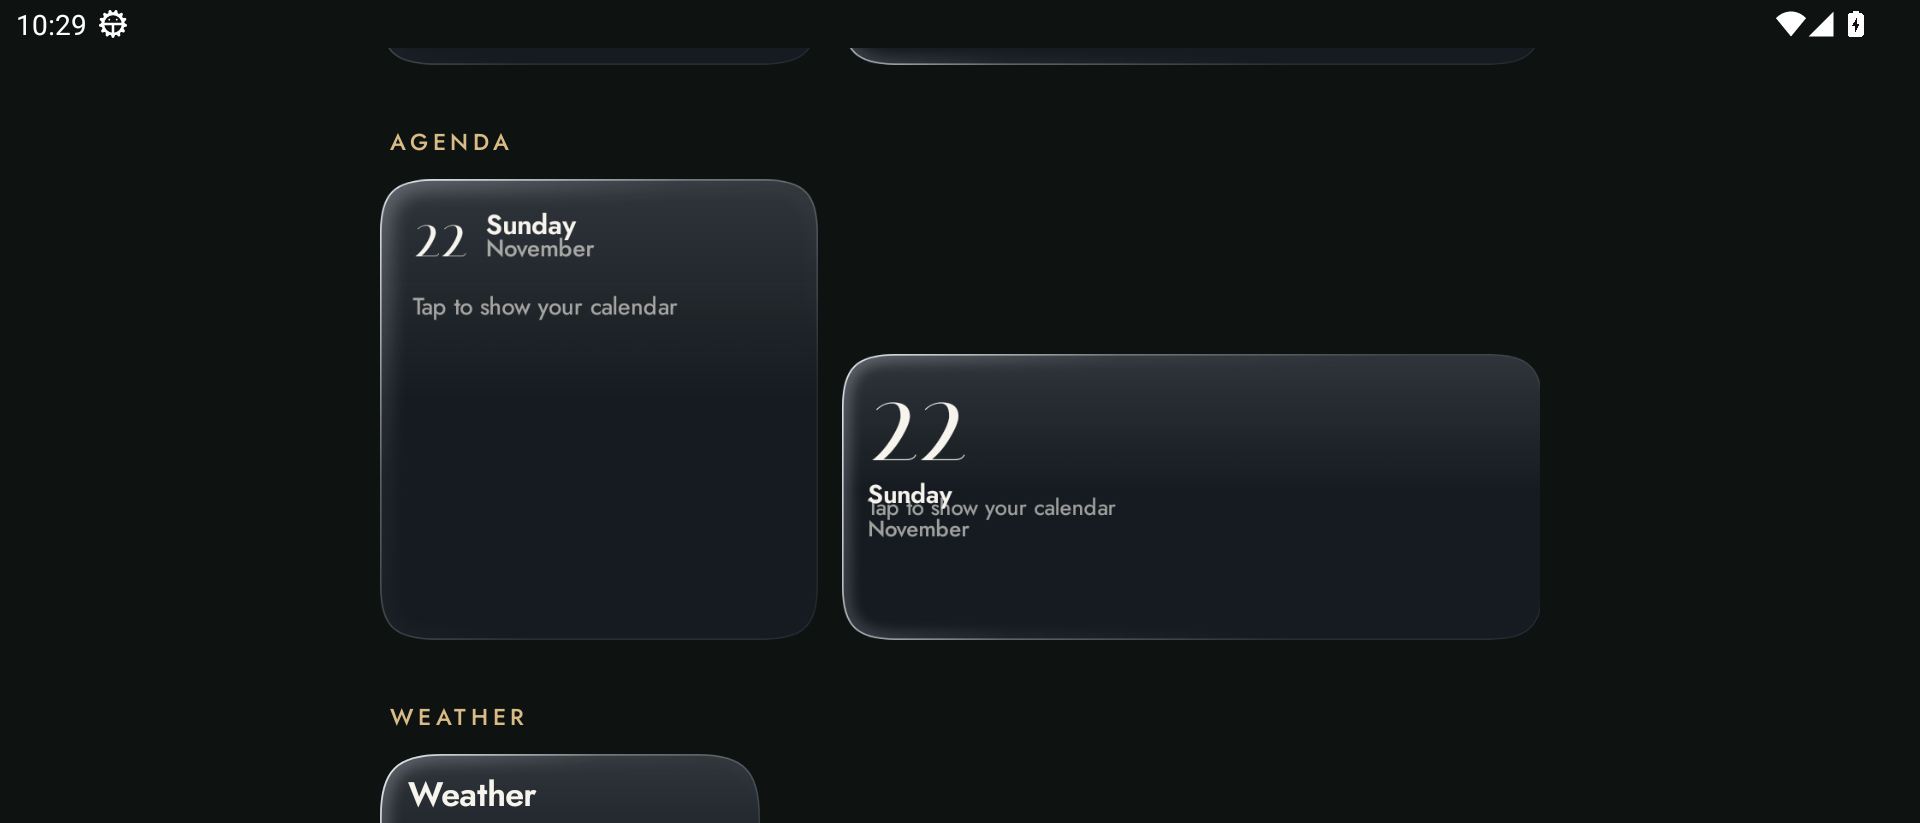 10:29
AGENDA
22
Sunday
November
Tap to show your calendar
22
Sunday
Tap to show your calendar
November
WEATHER
Weather